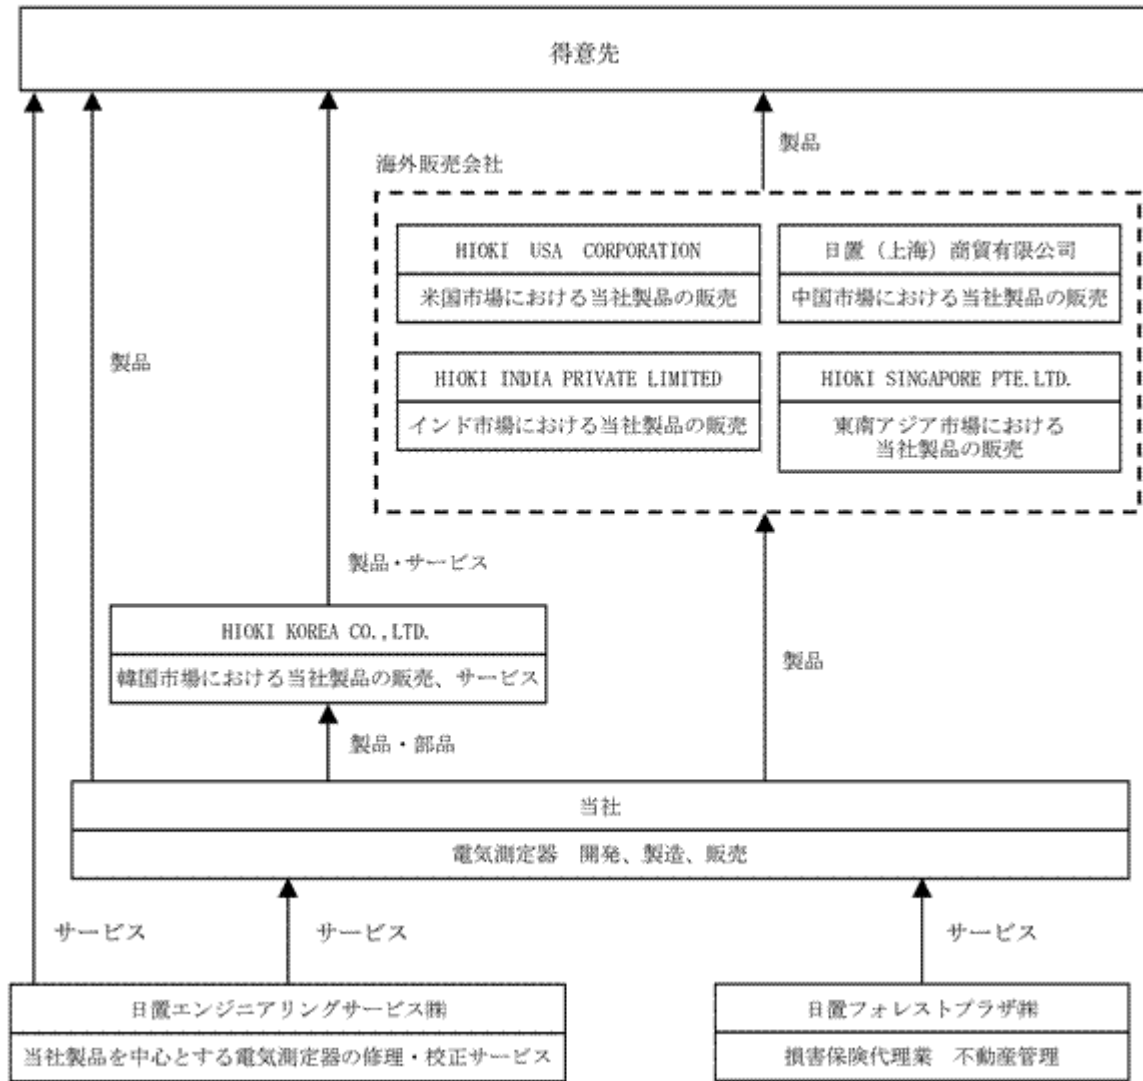 得意先
製品
海外販売会社
HIOKI USA CORPORATION
米国市場における当社製品の販売
日置（上海）商貿有限公司
中国市場における当社製品の販売
HIOKI INDIA PRIVATE LIMITED
インド市場における当社製品の販売
HIOKI SINGAPORE PTE.LTD.
東南アジア市場における
当社製品の販売
製品
製品・サービス
HIOKI KOREA CO.,LTD.
韓国市場における当社製品の販売、サービス
製品
製品・部品
当社
電気測定器　開発、製造、販売
サービス
サービス
サービス
日置エンジニアリングサービス㈱
当社製品を中心とする電気測定器の修理・校正サービス
日置フォレストプラザ㈱
損害保険代理業　不動産管理